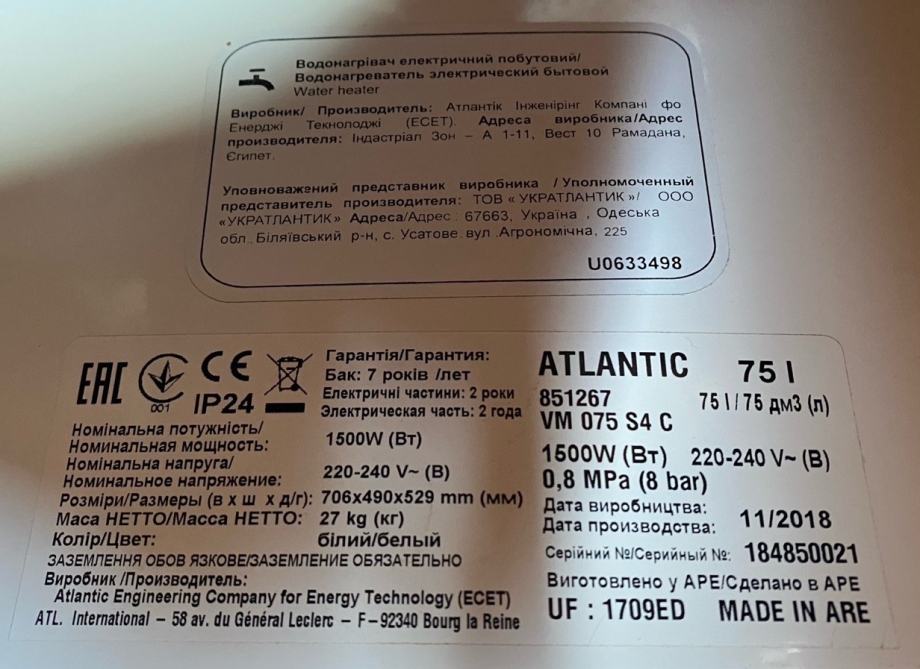 Водонагрівач електричний побутовий/
Водонагреватель электрический бытовой
Water heater
Виробник/ Производитель: Атлантік Інженірінг Компані фо
Енерджі Текнолоджі (ЕСЕТ). Адреса виробника/Адрес
производителя: Індастріал Зон – А 1-11, Вест 10 Рамадана,
Єгипет.
Уповноважений представник виробника /Уполномоченный
представитель производителя: ТОВ « УКРАТЛАНТИК »/ ООО
«УКРАТЛАНТИК» Адреса/Адрес : 67663, Україна , Одеська
обл. Біляївський р-н, с. Усатове вул .Агрономічна, 225
U0633498
EAC 001 CE IP24
Гарантія/Гарантия:
Бак: 7 років /лет
Електричні частини: 2 роки
Электрическая часть: 2 года
Номінальна потужність/
Номинальная мощность: 1500W (Вт)
Номінальна напруга/
Номинальное напряжение: 220-240 V~ (В)
Розміри/Размеры (в х ш х д/г): 706x490x529 mm (мм)
Маса НЕТТО/Масса НЕТТО: 27 kg (кг)
Колір/Цвет: білий/белый
ЗАЗЕМЛЕННЯ ОБОВ ЯЗКОВЕ/ЗАЗЕМЛЕНИЕ ОБЯЗАТЕЛЬНО
Виробник /Производитель:
Atlantic Engineering Company for Energy Technology (ECET)
ATL. International – 58 av. du Général Leclerc – F–92340 Bourg la Reine
ATLANTIC 75 l
851267 75 l / 75 дм3 (л)
VM 075 S4 C
1500W (Вт) 220-240 V~ (В)
0,8 MPa (8 bar)
Дата виробництва:
Дата производства: 11/2018
Серійний №/Серийный №: 184850021
Виготовлено у АРЕ/Сделано в АРЕ
UF : 1709ED MADE IN ARE